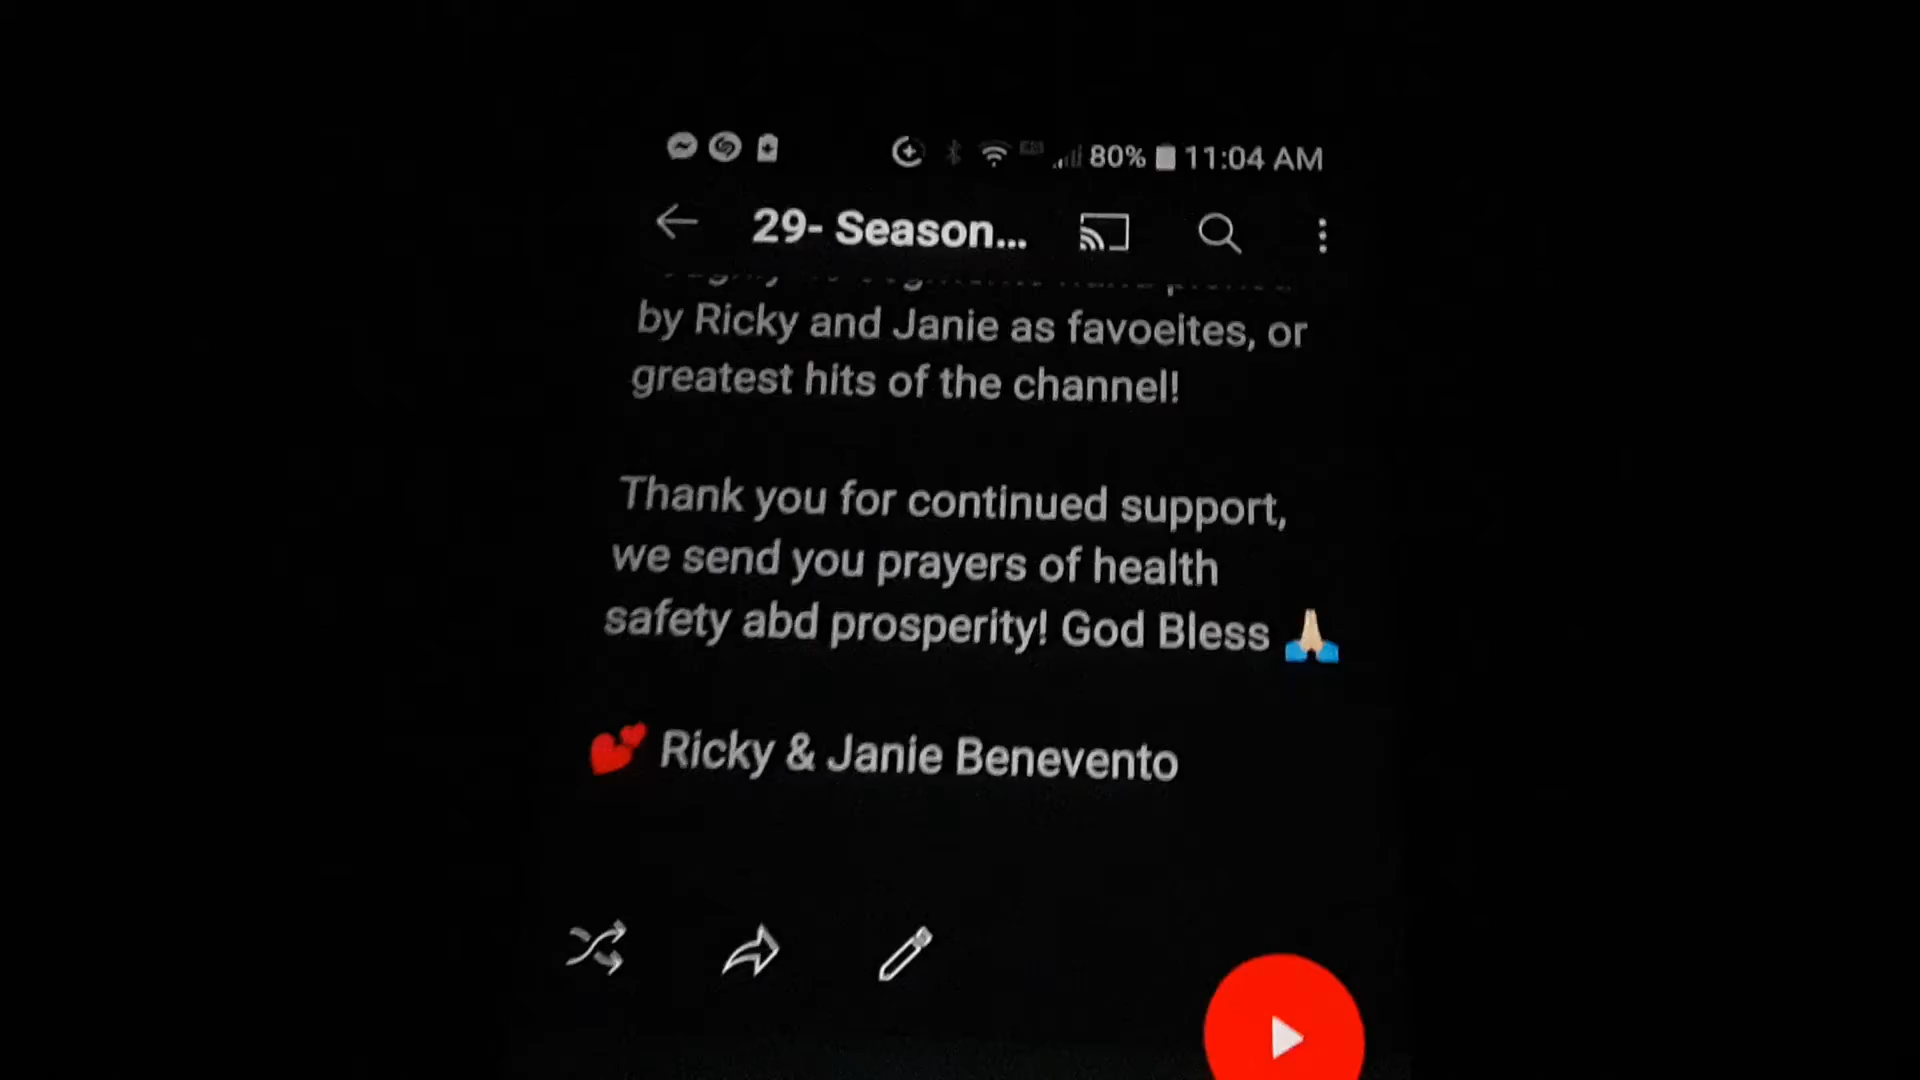 80% 11:04 AM
29- Season...
by Ricky and Janie as favoeites, or
greatest hits of the channel!
Thank you for continued support,
we send you prayers of health
safety abd prosperity! God Bless 🙏🏻
💕 Ricky & Janie Benevento